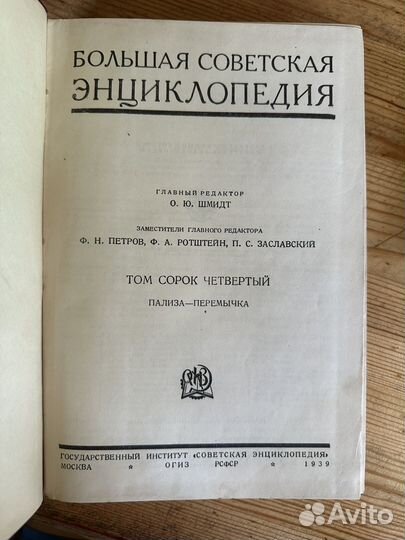 БОЛЬШАЯ СОВЕТСКАЯ
ЭНЦИКЛОПЕДИЯ
ГЛАВНЫЙ РЕДАКТОР
О. Ю. ШМИДТ
ЗАМЕСТИТЕЛИ ГЛАВНОГО РЕДАКТОРА
Ф. Н. ПЕТРОВ, Ф. А. РОТШТЕЙН, П. С. ЗАСЛАВСКИЙ
ТОМ СОРОК ЧЕТВЕРТЫЙ
ПАЛИЗА—ПЕРЕМЫЧКА
ГОСУДАРСТВЕННЫЙ ИНСТИТУТ «СОВЕТСКАЯ ЭНЦИКЛОПЕДИЯ»
МОСКВА * ОГИЗ РСФСР * 1939
Avito